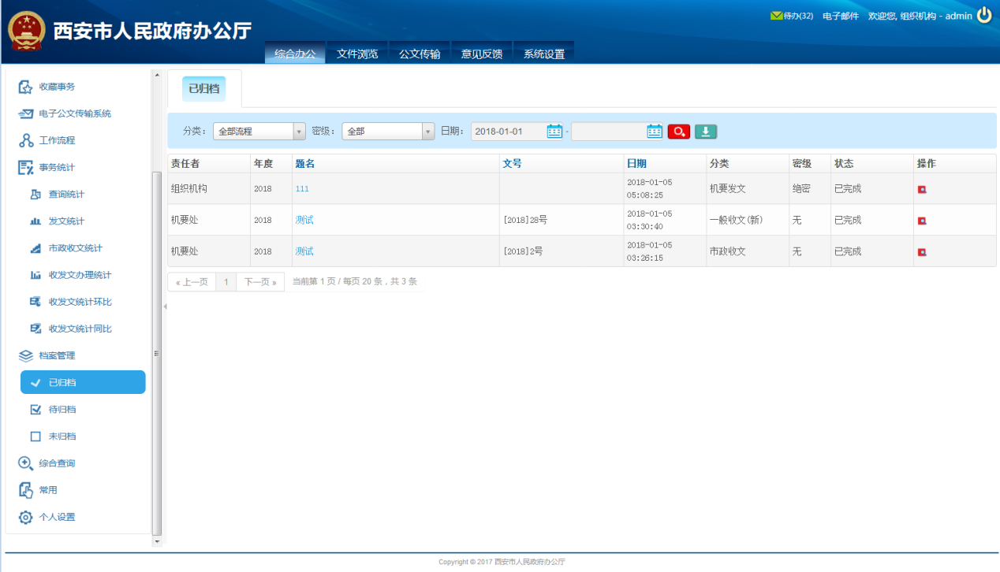 西安市人民政府办公厅
待办(32) 电子邮件 欢迎您, 组织机构 - admin
综合办公 文件浏览 公文传输 意见反馈 系统设置
收藏事务
电子公文传输系统
工作流程
事务统计
查询统计
发文统计
市政收文统计
收发文办理统计
收发文统计环比
收发文统计同比
档案管理
已归档
待归档
未归档
综合查询
常用
个人设置
已归档
分类： 全部流程 密级： 全部 日期： 2018-01-01 -
责任者 年度 题名 文号 日期 分类 密级 状态 操作
组织机构 2018 111 2018-01-05 机要发文 绝密 已完成
05:08:25
机要处 2018 测试 [2018]28号 2018-01-05 一般收文(新) 无 已完成
03:30:40
机要处 2018 测试 [2018]2号 2018-01-05 市政收文 无 已完成
03:26:15
« 上一页 1 下一页 » 当前第 1 页 / 每页 20 条，共 3 条
Copyright © 2017 西安市人民政府办公厅